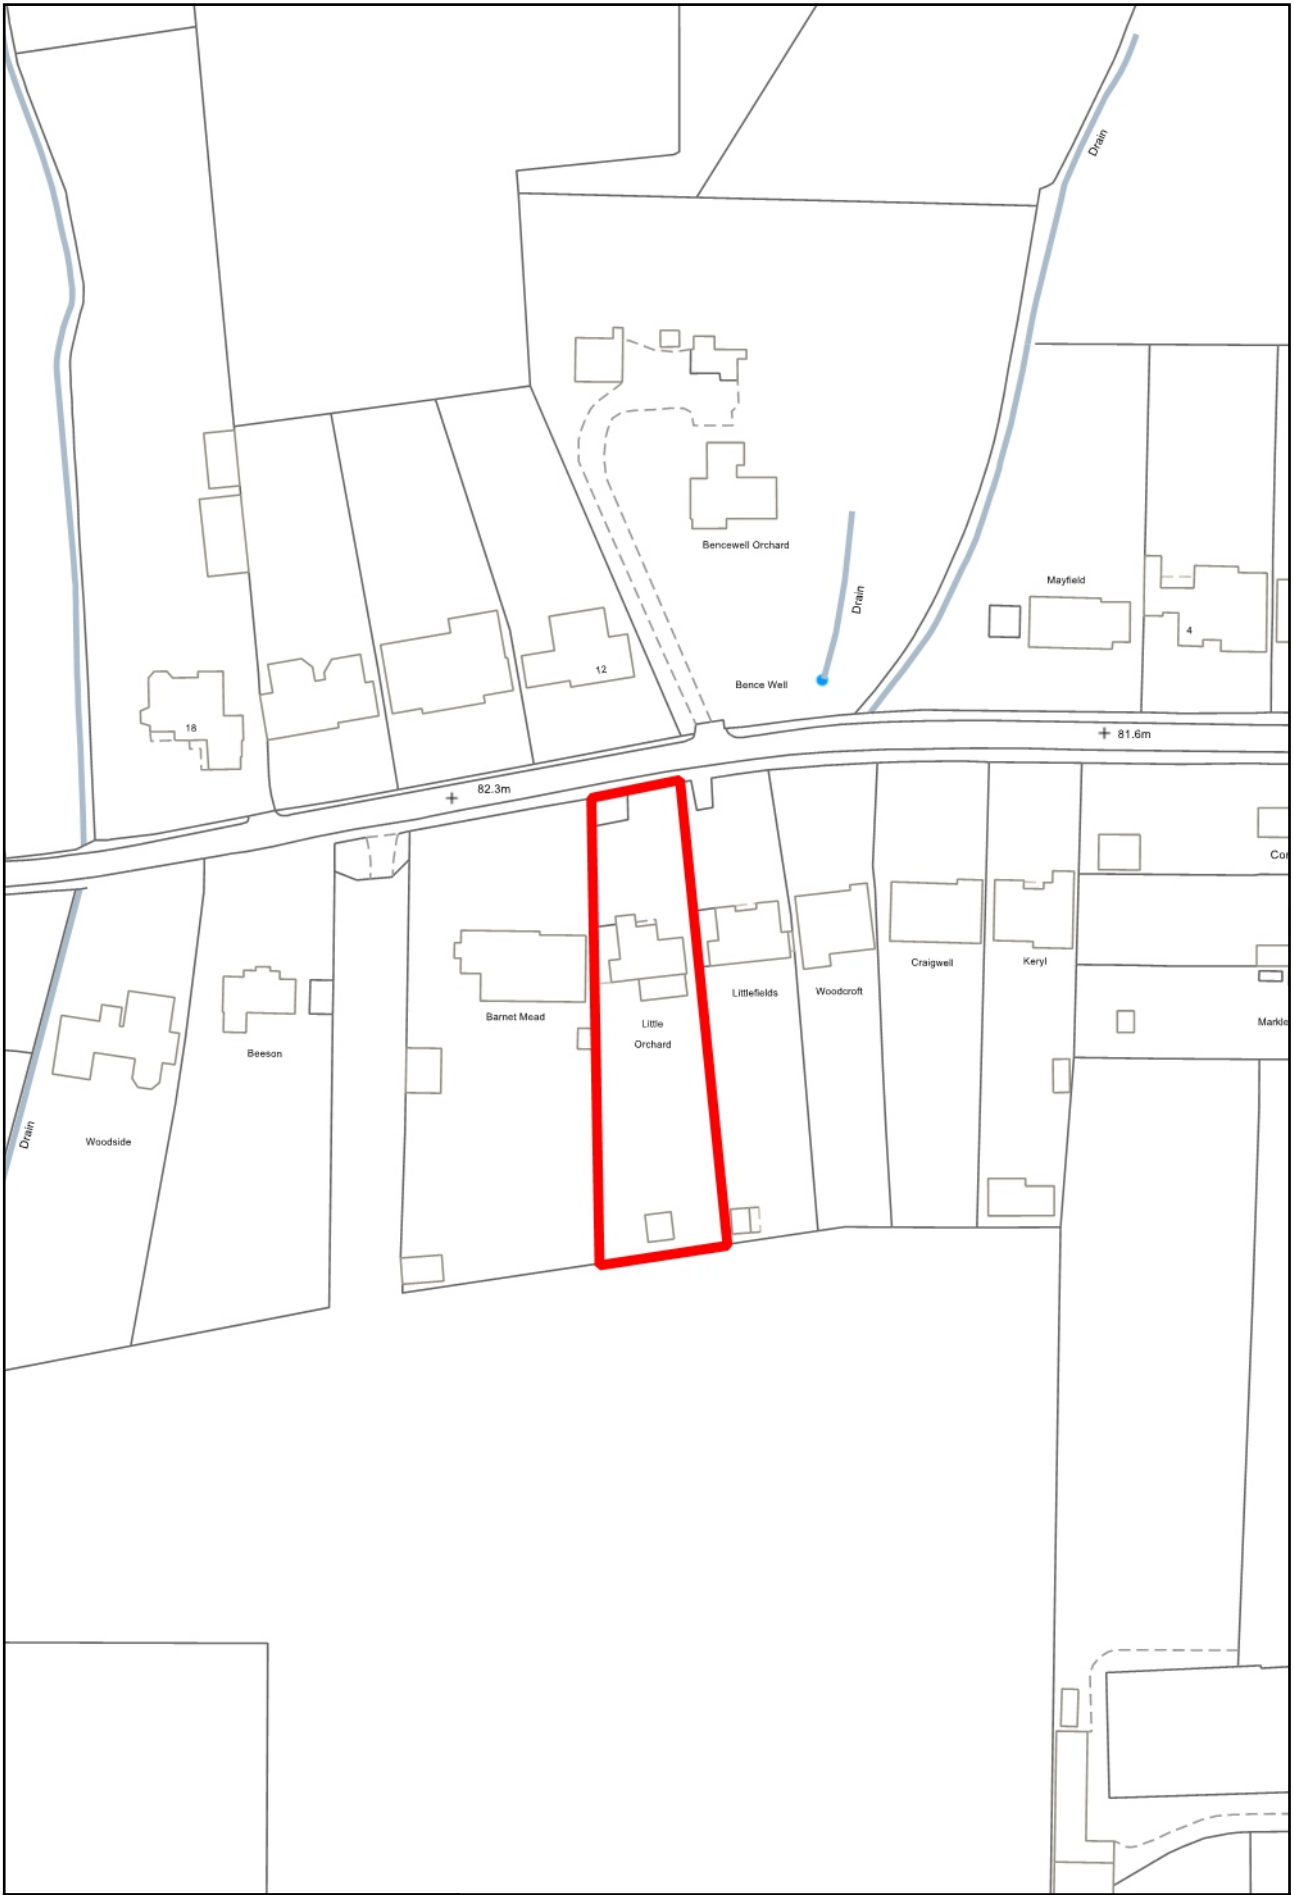 Drain
Bencewell Orchard
Mayfield
Drain
4
12
Bence Well
18
81.6m
82.3m
Cor
Craigwell
Keryl
Littlefields
Woodcroft
Barnet Mead
Little
Orchard
Markle
Beeson
Drain
Woodside